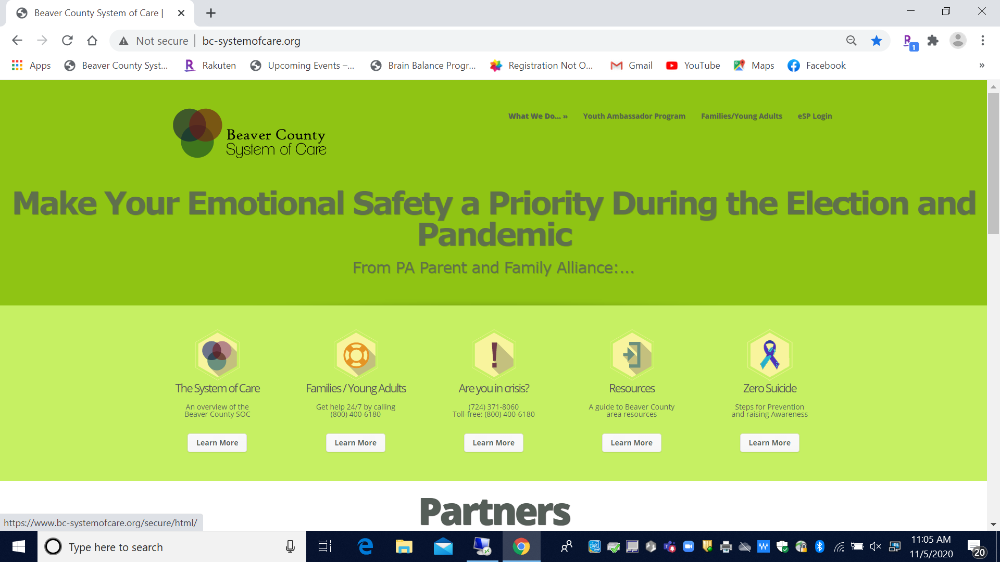 Beaver County System of Care |
Not secure
bc-systemofcare.org
1
Apps
Beaver County Syst...
Rakuten
Upcoming Events –...
Brain Balance Progr...
Registration Not O...
Gmail
YouTube
Maps
Facebook
»
Beaver County
System of Care
What We Do... »
Youth Ambassador Program
Families/Young Adults
eSP Login
Make Your Emotional Safety a Priority During the Election and
Pandemic
From PA Parent and Family Alliance:...
The System of Care
An overview of the
Beaver County SOC
Learn More
Families / Young Adults
Get help 24/7 by calling
(800) 400-6180
Learn More
Are you in crisis?
(724) 371-8060
Toll-free: (800) 400-6180
Learn More
Resources
A guide to Beaver County
area resources
Learn More
Zero Suicide
Steps for Prevention
and raising Awareness
Learn More
Partners
https://www.bc-systemofcare.org/secure/html/
Type here to search
11:05 AM
11/5/2020
20